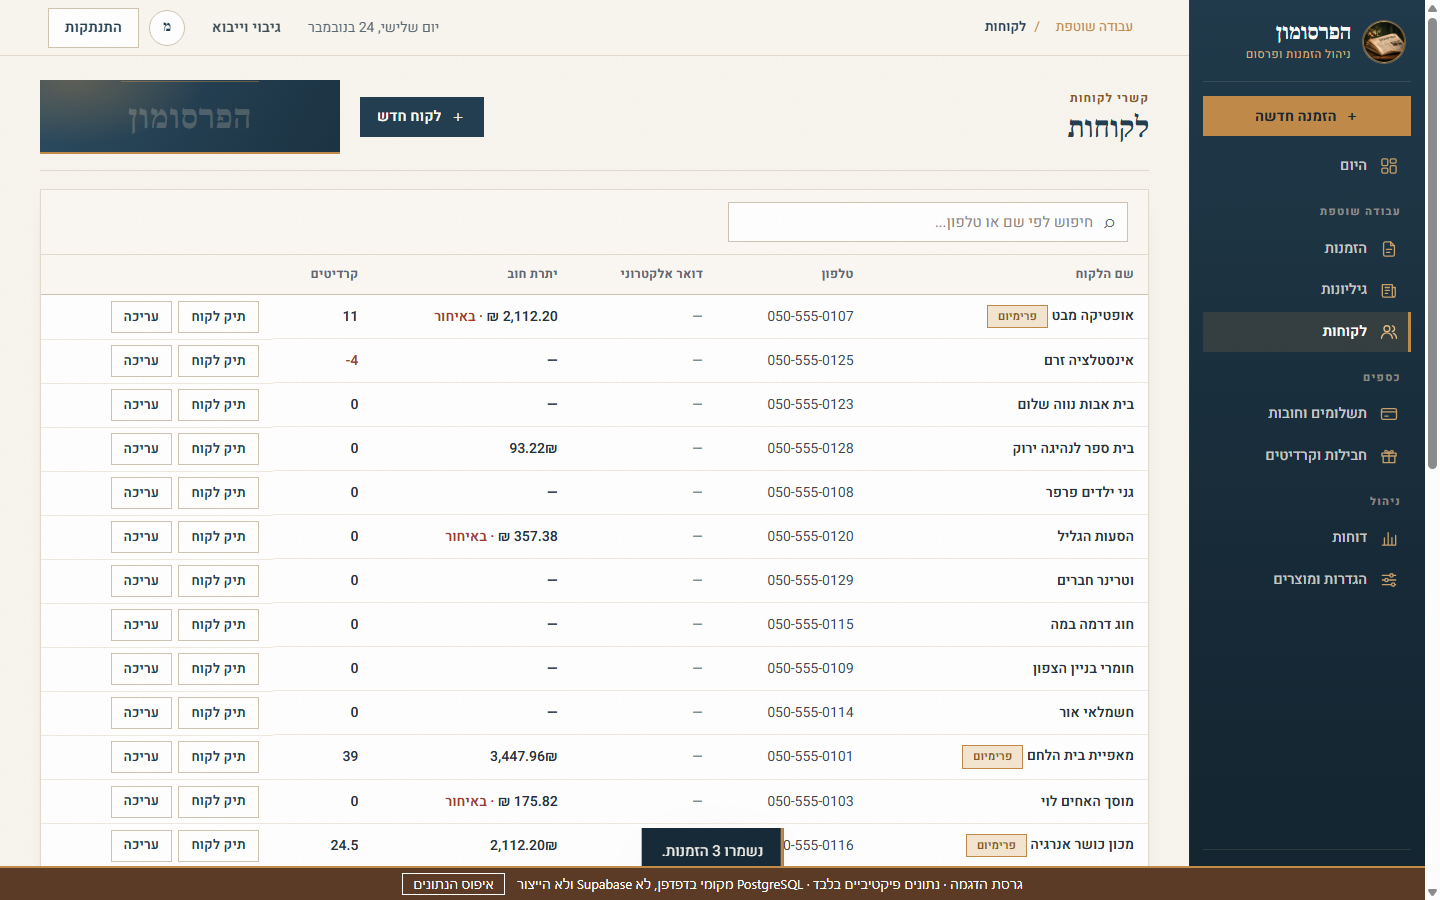 הפרסומון
ניהול הזמנות ופרסום
+ הזמנה חדשה
היום
עבודה שוטפת
הזמנות
גיליונות
לקוחות
כספים
תשלומים וחובות
חבילות וקרדיטים
ניהול
דוחות
הגדרות ומוצרים
עבודה שוטפת / לקוחות
יום שלישי, 24 בנובמבר
גיבוי וייבוא
מ
התנתקות
קשרי לקוחות
לקוחות
+ לקוח חדש
הפרסומון
חיפוש לפי שם או טלפון...
שם הלקוח טלפון דואר אלקטרוני יתרת חוב קרדיטים
אופטיקה מבט פרימיום 050-555-0107 — 2,112.20 ₪ · באיחור 11 תיק לקוח עריכה
אינסטלציה זרם 050-555-0125 — — -4 תיק לקוח עריכה
בית אבות נווה שלום 050-555-0123 — — 0 תיק לקוח עריכה
בית ספר לנהיגה ירוק 050-555-0128 — 93.22₪ 0 תיק לקוח עריכה
גני ילדים פרפר 050-555-0108 — — 0 תיק לקוח עריכה
הסעות הגליל 050-555-0120 — 357.38 ₪ · באיחור 0 תיק לקוח עריכה
וטרינר חברים 050-555-0129 — — 0 תיק לקוח עריכה
חוג דרמה במה 050-555-0115 — — 0 תיק לקוח עריכה
חומרי בניין הצפון 050-555-0109 — — 0 תיק לקוח עריכה
חשמלאי אור 050-555-0114 — — 0 תיק לקוח עריכה
מאפיית בית הלחם פרימיום 050-555-0101 — 3,447.96₪ 39 תיק לקוח עריכה
מוסך האחים לוי 050-555-0103 — 175.82 ₪ · באיחור 0 תיק לקוח עריכה
מכון כושר אנרגיה פרימיום 0-555-0116 2,112.20₪ 24.5 תיק לקוח עריכה
נשמרו 3 הזמנות.
גרסת הדגמה · נתונים פיקטיביים בלבד · PostgreSQL מקומי בדפדפן, לא Supabase ולא הייצור
איפוס הנתונים